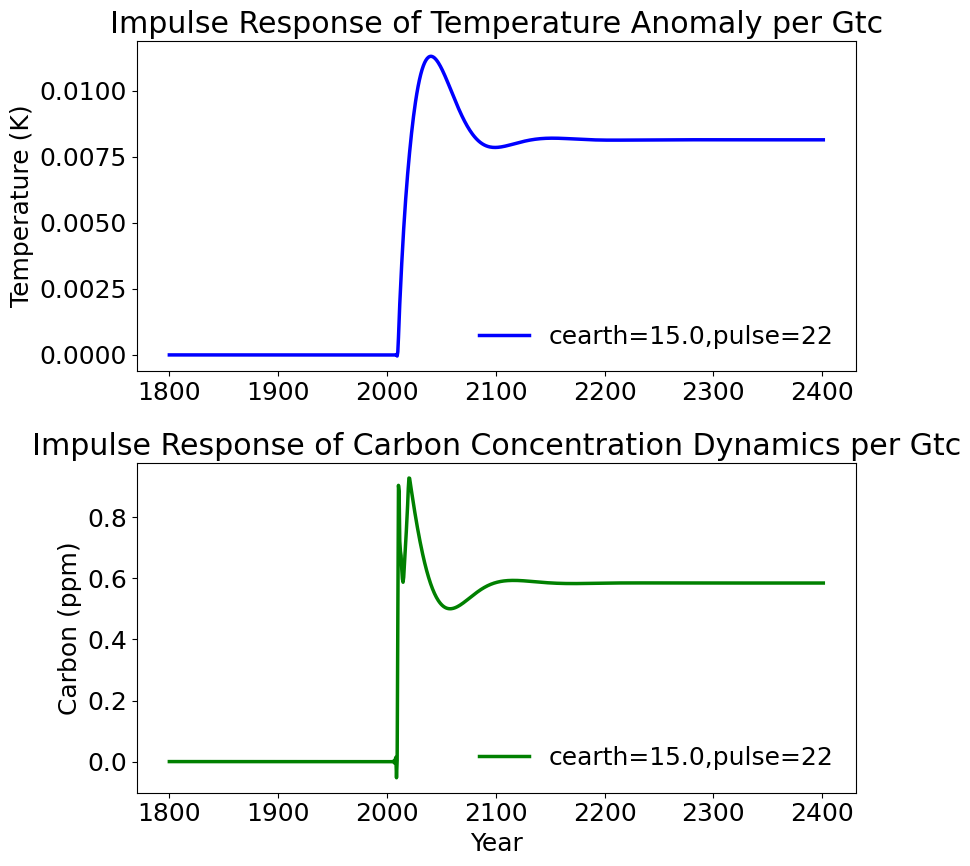 Impulse Response of Temperature Anomaly per Gtc
Temperature (K)
0.0100
0.0075
0.0050
0.0025
0.0000
cearth=15.0,pulse=22
1800 1900 2000 2100 2200 2300 2400
Impulse Response of Carbon Concentration Dynamics per Gtc
Carbon (ppm)
0.8
0.6
0.4
0.2
0.0
cearth=15.0,pulse=22
1800 1900 2000 2100 2200 2300 2400
Year